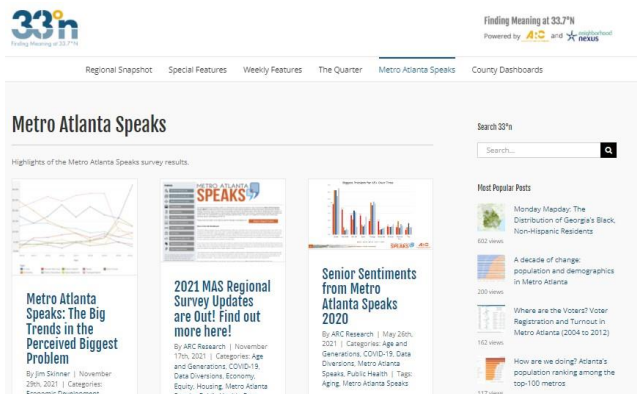 33°n
Finding Meaning at 33.7°N
Finding Meaning at 33.7°N
Powered by ARC and neighborhood nexus
Regional Snapshot Special Features Weekly Features The Quarter Metro Atlanta Speaks County Dashboards
Metro Atlanta Speaks
Highlights of the Metro Atlanta Speaks survey results.
Metro Atlanta
Speaks: The Big
Trends in the
Perceived Biggest
Problem
By Jim Skinner | November
29th, 2021 | Categories:
Economic Development
METRO ATLANTA
SPEAKS
2021 MAS Regional
Survey Updates
are Out! Find out
more here!
By ARC Research | November
17th, 2021 | Categories: Age
and Generations, COVID-19,
Data Diversions, Economy,
Equity, Housing, Metro Atlanta
SPEAKS
Senior Sentiments
from Metro
Atlanta Speaks
2020
By ARC Research | May 26th,
2021 | Categories: Age and
Generations, COVID-19, Data
Diversions, Metro Atlanta
Speaks, Public Health | Tags:
Aging, Metro Atlanta Speaks
Search 33°n
Search...
Most Popular Posts
Monday Mapday: The
Distribution of Georgia's Black,
Non-Hispanic Residents
602 views
A decade of change:
population and demographics
in Metro Atlanta
200 views
Where are the Voters? Voter
Registration and Turnout in
Metro Atlanta (2004 to 2012)
162 views
How are we doing? Atlanta's
population ranking among the
top-100 metros
117 views